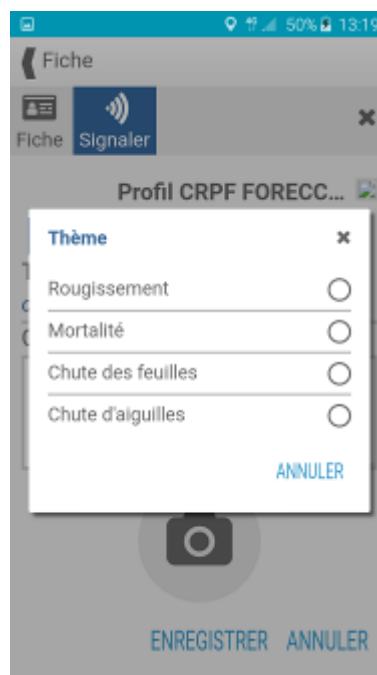 50% 13:19
Fiche
Fiche Signaler
Profil CRPF FORECC...
Thème
Rougissement
Mortalité
Chute des feuilles
Chute d'aiguilles
ANNULER
ENREGISTRER ANNULER